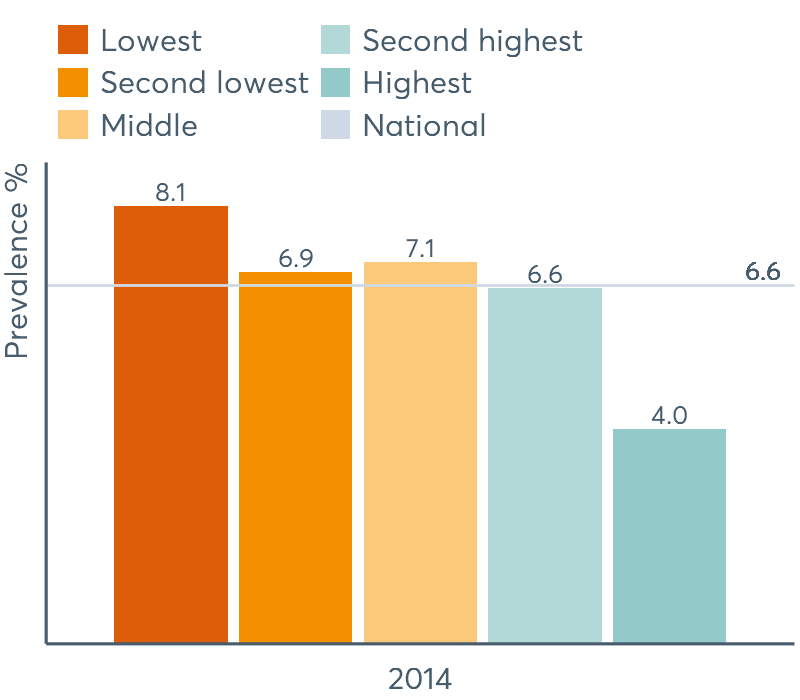 Lowest
Second lowest
Middle
Second highest
Highest
National
Prevalence %
8.1
6.9
7.1
6.6
4.0
6.6
2014